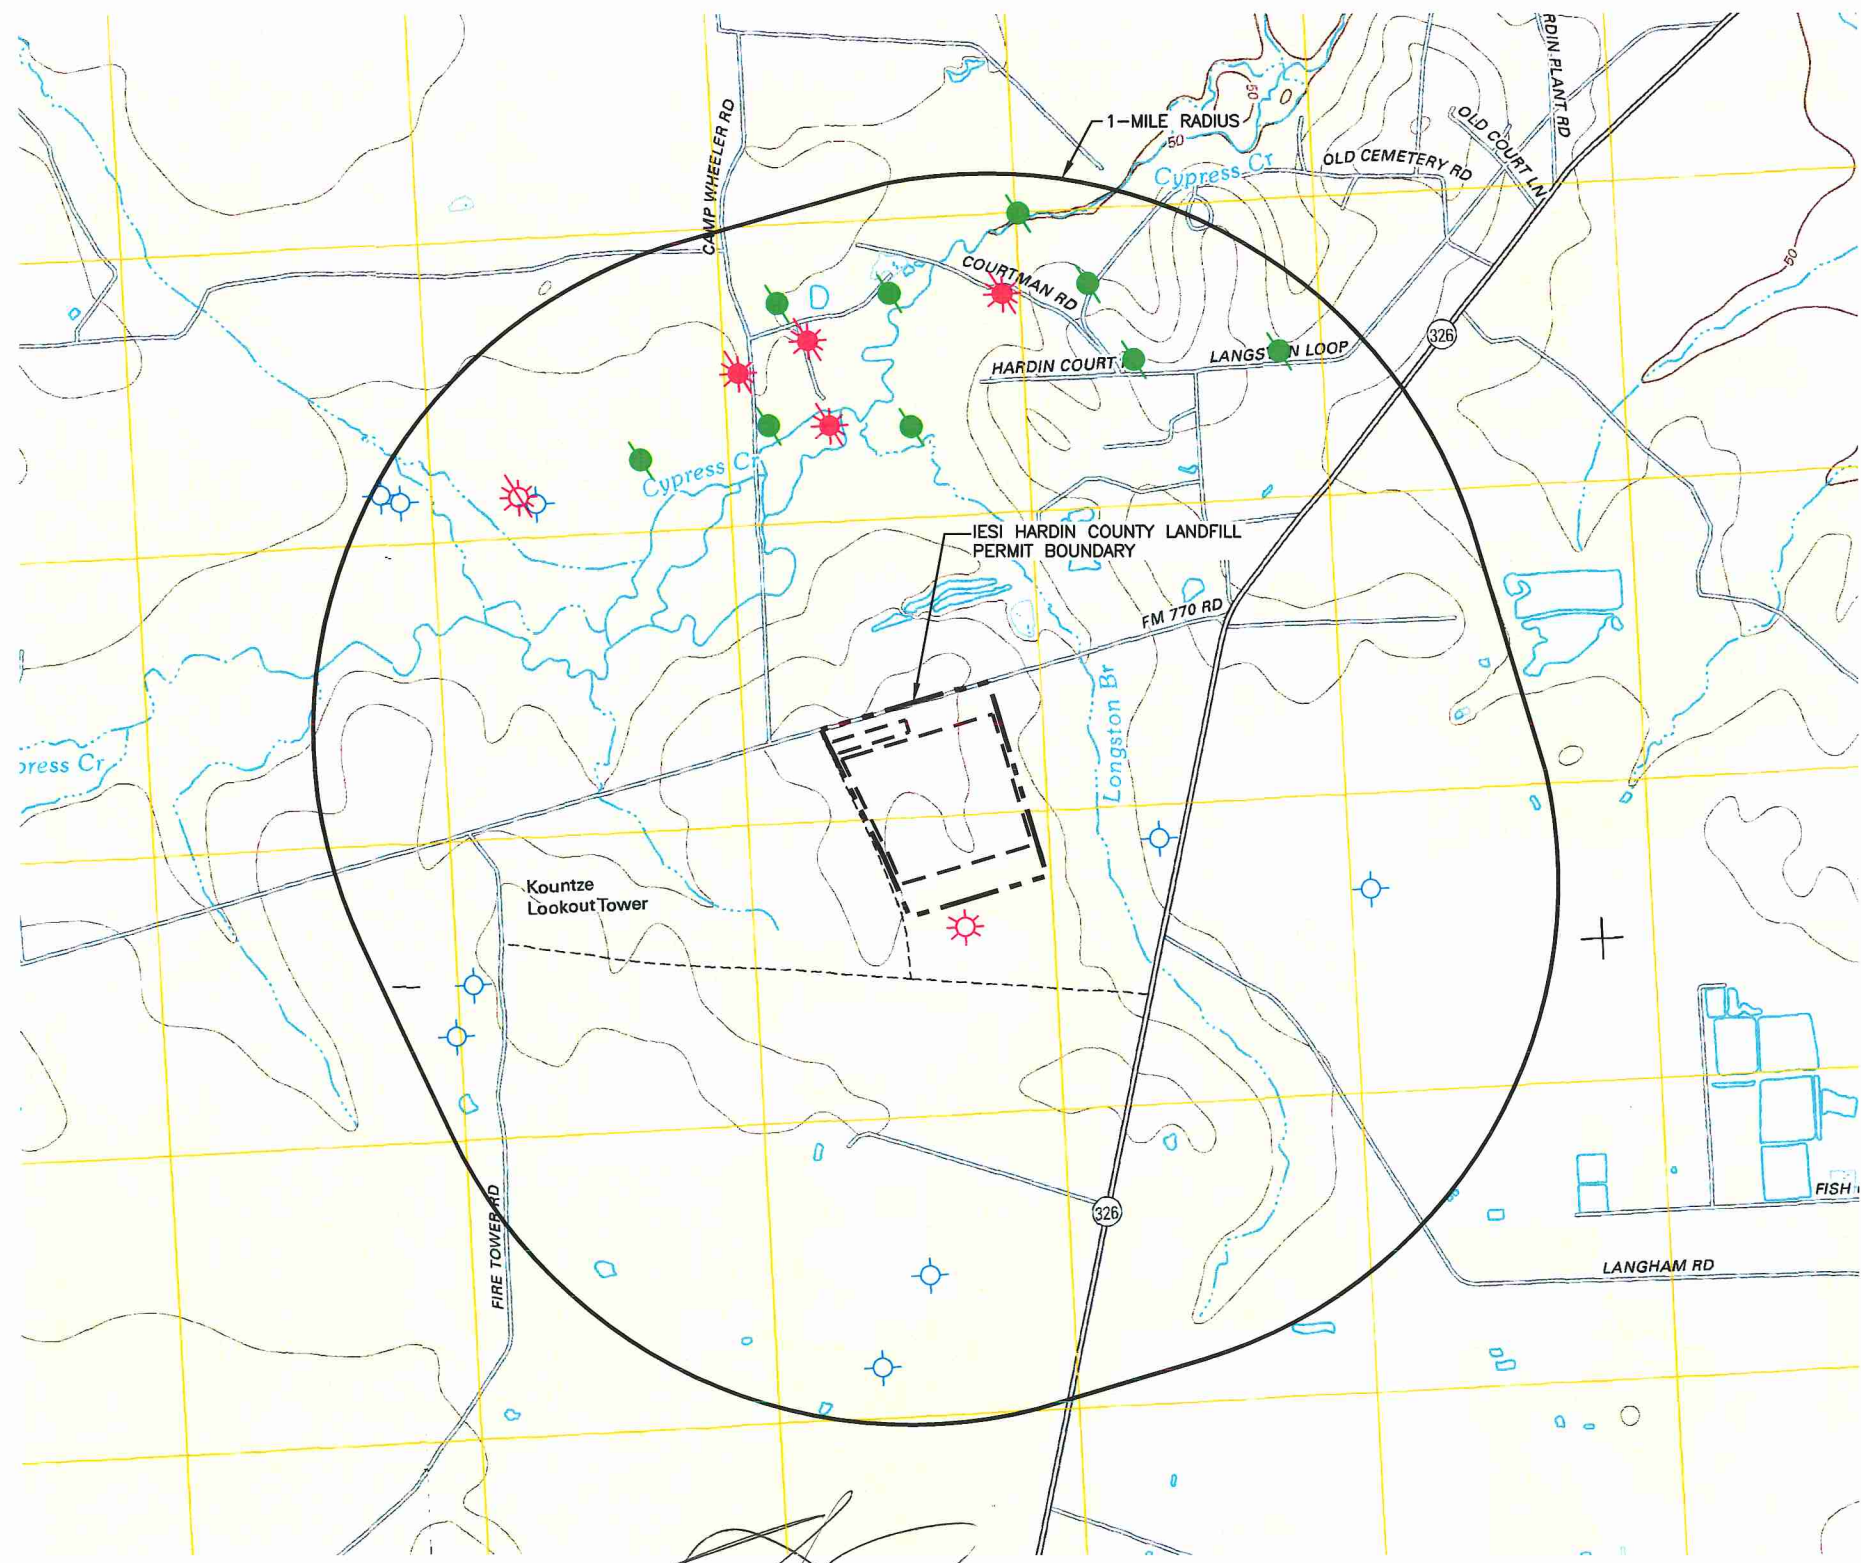 RDIN PLANT RD
CAMP WHEELER RD
50
1-MILE RADIUS
50
OLD COURT LN
OLD CEMETERY RD
Cypress Cr
50
COURTMAN RD
D
326
HARDIN COURT
LANGST N LOOP
Cypress Cr
IESI HARDIN COUNTY LANDFILL
PERMIT BOUNDARY
FM 770 RD
Longston Br
press Cr
Kountze
Lookout Tower
FIRE TOWER RD
326
FISH
LANGHAM RD